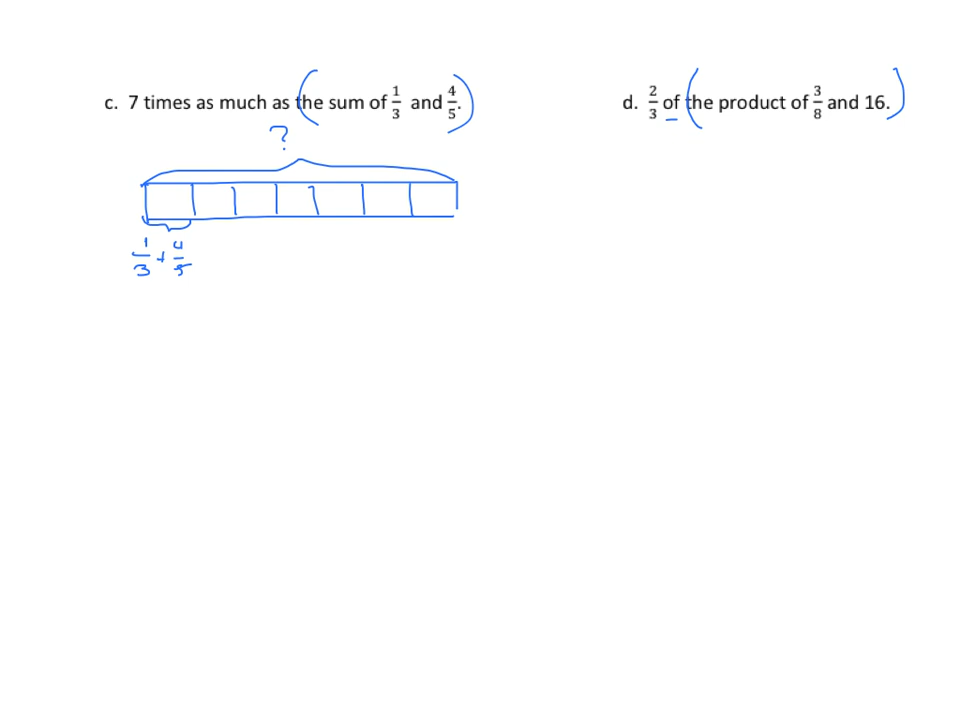 c. 7 times as much as the sum of 1/3 and 4/5.
?
1/3 + 4/5
d. 2/3 of the product of 3/8 and 16.